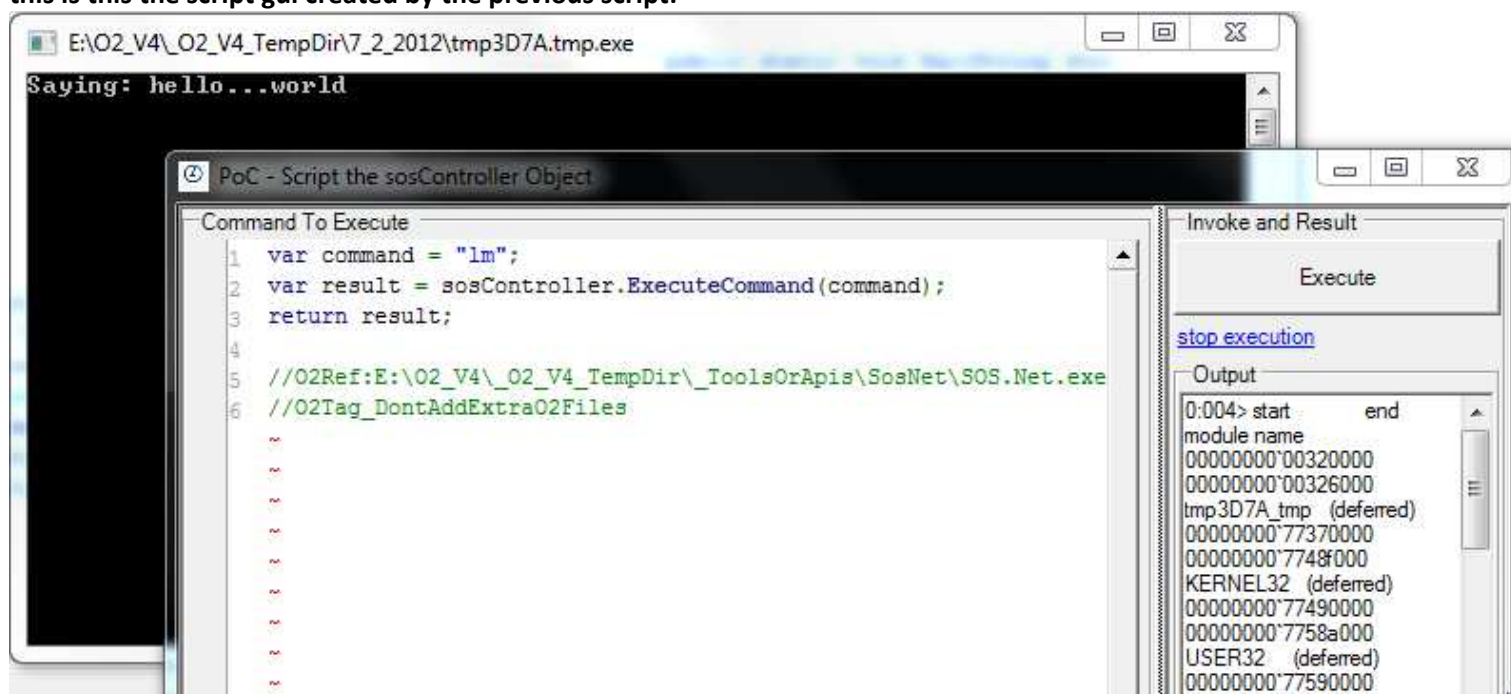 this is this the script gui created by the previous script:
E:\O2_V4\_O2_V4_TempDir\7_2_2012\tmp3D7A.tmp.exe
Saying: hello...world
PoC - Script the sosController Object
Command To Execute
1 var command = "lm";
2 var result = sosController.ExecuteCommand(command);
3 return result;
4
5 //O2Ref:E:\O2_V4\_O2_V4_TempDir\_ToolsOrApis\SosNet\SOS.Net.exe
6 //O2Tag_DontAddExtraO2Files
~
~
~
~
~
~
~
~
~
Invoke and Result
Execute
stop execution
Output
0:004> start end
module name
00000000`00320000
00000000`00326000
tmp3D7A_tmp (deferred)
00000000`77370000
00000000`7748f000
KERNEL32 (deferred)
00000000`77490000
00000000`7758a000
USER32 (deferred)
00000000`77590000